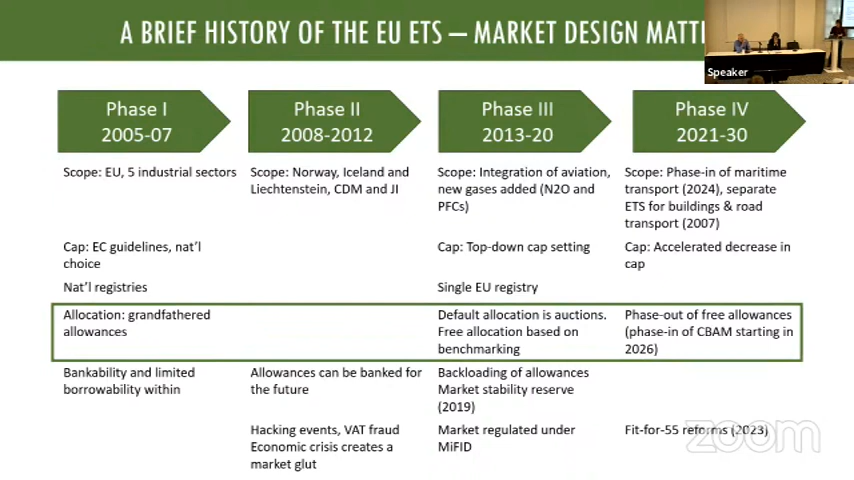 A BRIEF HISTORY OF THE EU ETS – MARKET DESIGN MATT
Speaker
Phase I
2005-07
Phase II
2008-2012
Phase III
2013-20
Phase IV
2021-30
Scope: EU, 5 industrial sectors
Scope: Norway, Iceland and
Liechtenstein, CDM and JI
Scope: Integration of aviation,
new gases added (N2O and
PFCs)
Scope: Phase-in of maritime
transport (2024), separate
ETS for buildings & road
transport (2007)
Cap: EC guidelines, nat'l
choice
Cap: Top-down cap setting
Cap: Accelerated decrease in
cap
Nat'l registries
Single EU registry
Allocation: grandfathered
allowances
Default allocation is auctions.
Free allocation based on
benchmarking
Phase-out of free allowances
(phase-in of CBAM starting in
2026)
Bankability and limited
borrowability within
Allowances can be banked for
the future
Backloading of allowances
Market stability reserve
(2019)
Hacking events, VAT fraud
Economic crisis creates a
market glut
Market regulated under
MiFID
Fit-for-55 reforms (2023)
zoom